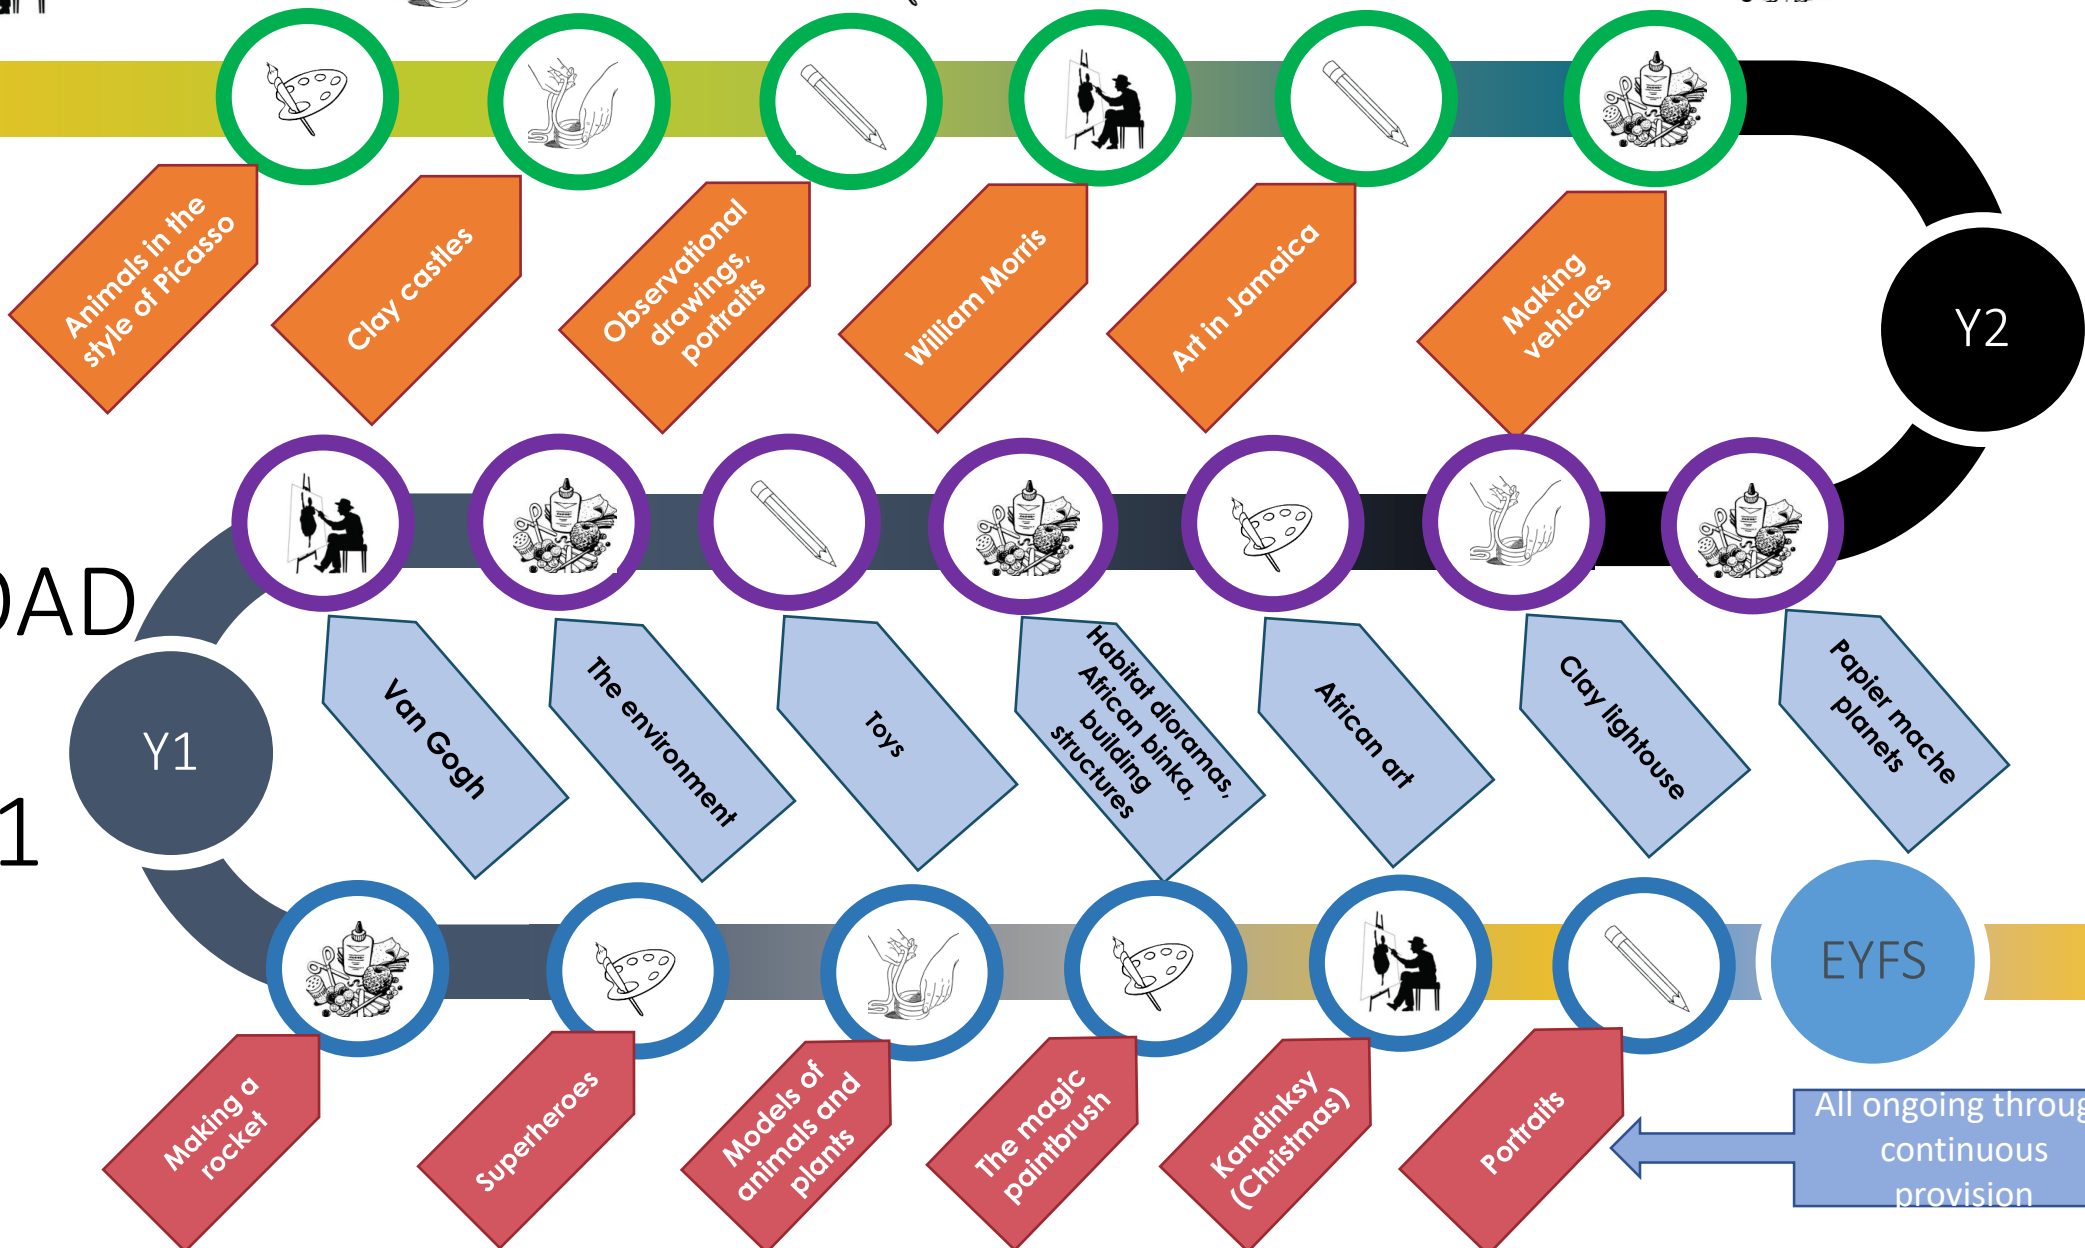 Animals in the
style of Picasso
Clay castles
Observational
drawings,
portraits
William Morris
Art in Jamaica
Making
vehicles
Y2
OAD
Y1
1
Van Gogh
The environment
Toys
Habitat dioramas,
African binka,
building
structures
African art
Clay lightouse
Papier mache
planets
EYFS
Making a
rocket
Superheroes
Models of
animals and
plants
The magic
paintbrush
Kandinksy
(Christmas)
Portraits
All ongoing throug
continuous
provision